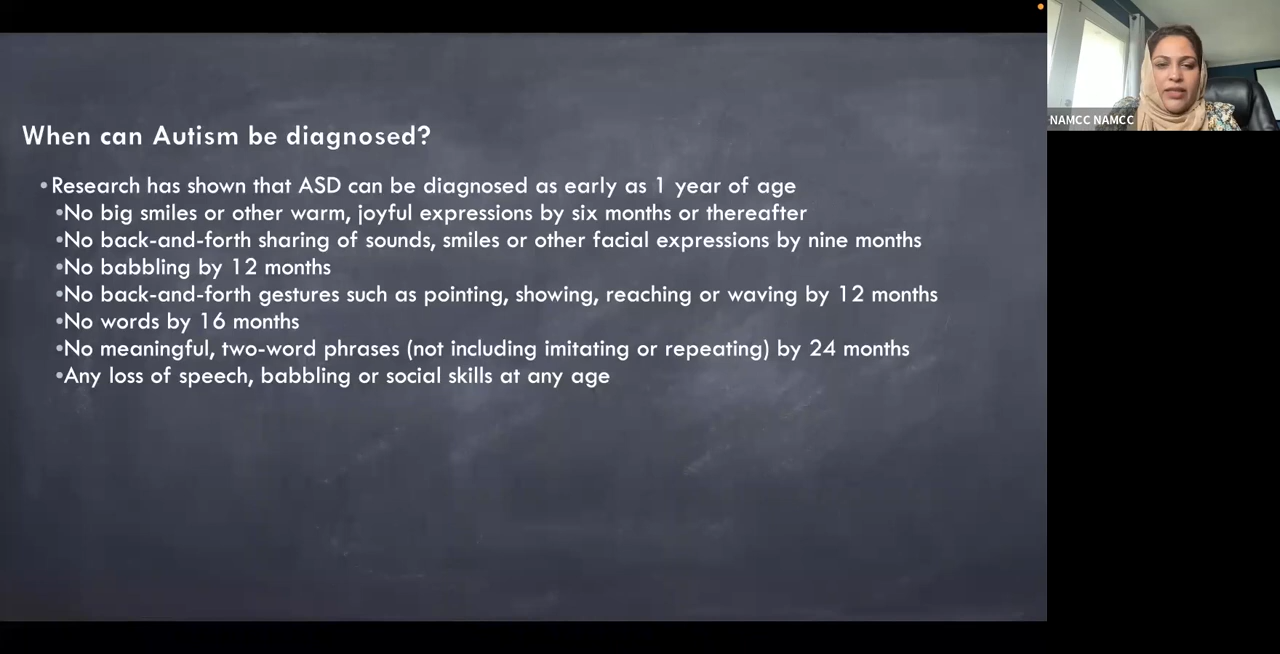 When can Autism be diagnosed?
•Research has shown that ASD can be diagnosed as early as 1 year of age
•No big smiles or other warm, joyful expressions by six months or thereafter
•No back-and-forth sharing of sounds, smiles or other facial expressions by nine months
•No babbling by 12 months
•No back-and-forth gestures such as pointing, showing, reaching or waving by 12 months
•No words by 16 months
•No meaningful, two-word phrases (not including imitating or repeating) by 24 months
•Any loss of speech, babbling or social skills at any age
NAMCC NAMCC